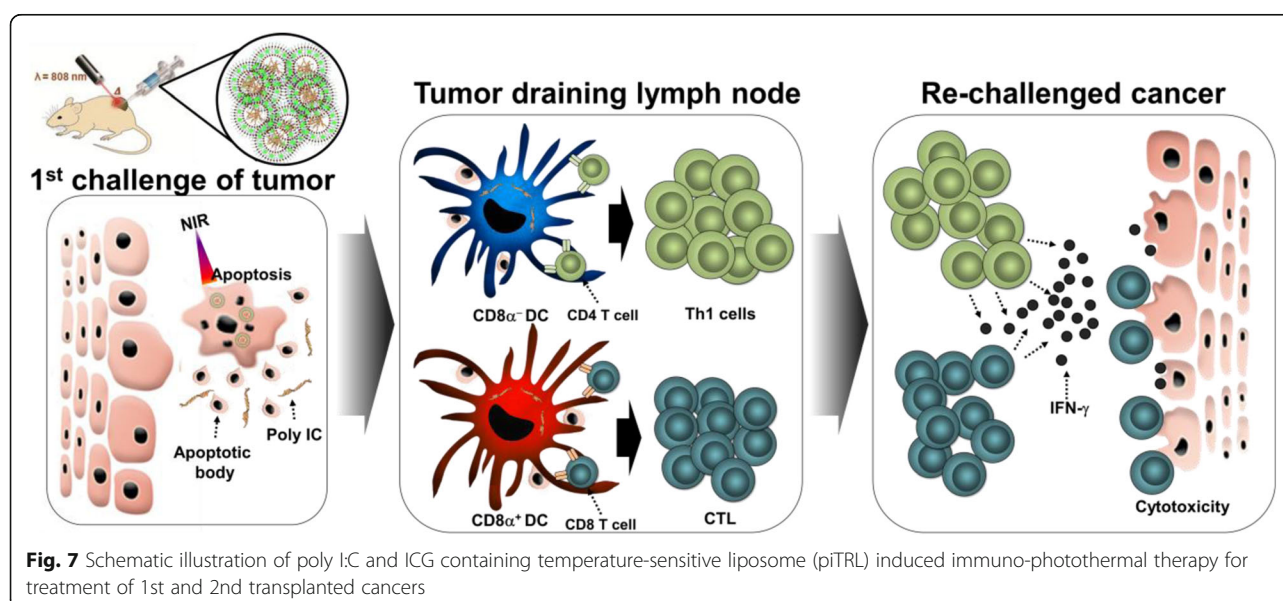 λ = 808 nm
Δ
1st challenge of tumor
NIR
Apoptosis
Poly IC
Apoptotic
body
Tumor draining lymph node
CD8α⁻ DC
CD4 T cell
Th1 cells
CD8α⁺ DC
CD8 T cell
CTL
Re-challenged cancer
IFN-γ
Cytotoxicity
Fig. 7 Schematic illustration of poly I:C and ICG containing temperature-sensitive liposome (piTRL) induced immuno-photothermal therapy for
treatment of 1st and 2nd transplanted cancers